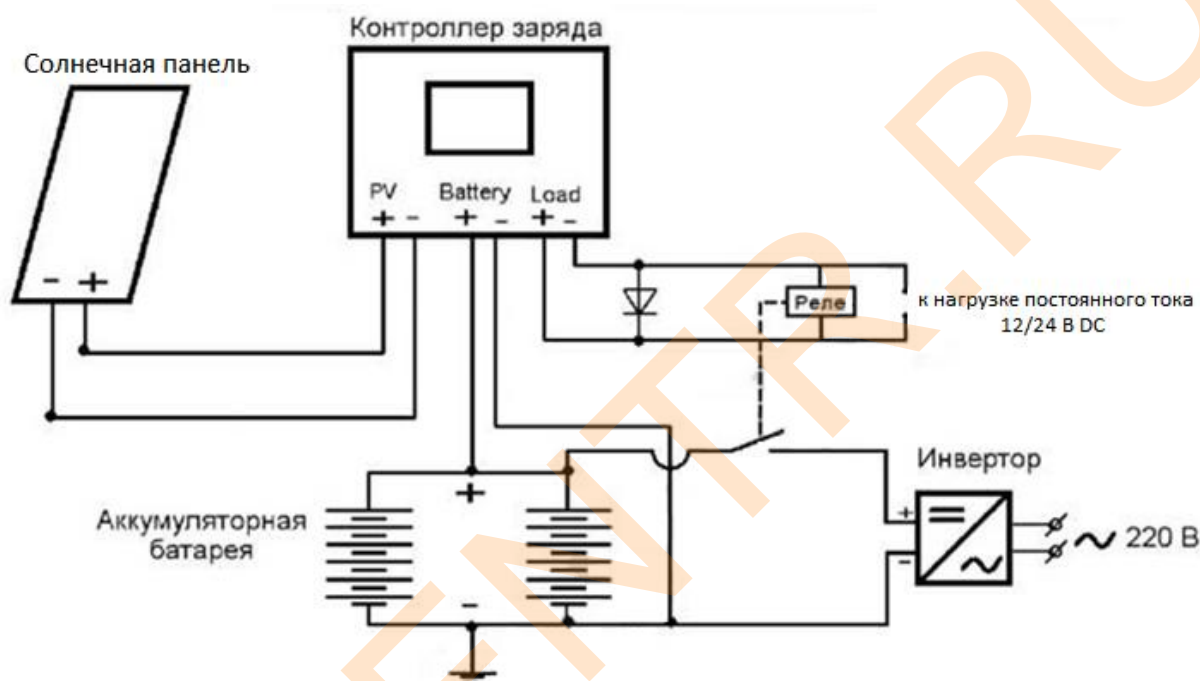 Контроллер заряда
Солнечная панель
PV Battery Load
+ - + - + -
- +
Реле
к нагрузке постоянного тока
12/24 В DC
Инвертор
+
+
Аккумуляторная
батарея
~ 220 В
-
-
ENTR.RU